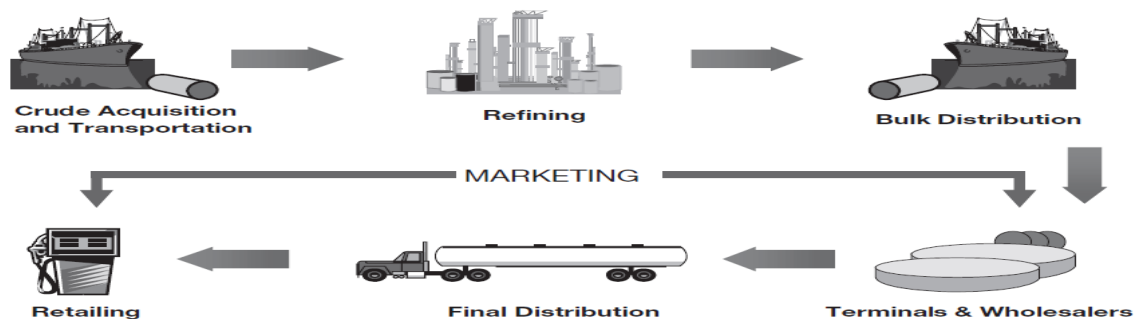 Crude Acquisition
and Transportation
Refining
Bulk Distribution
MARKETING
Retailing
Final Distribution
Terminals & Wholesalers